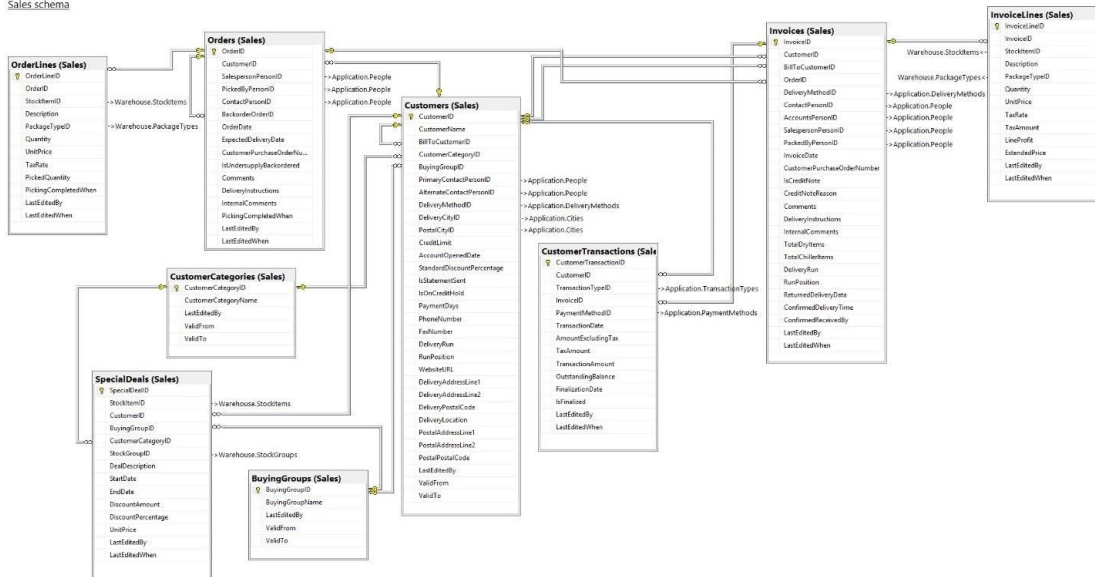 Sales schema
OrderLines (Sales)
OrderLineID
OrderID
StockItemID
Description
PackageTypeID
Quantity
UnitPrice
TaxRate
PickedQuantity
PickingCompletedWhen
LastEditedBy
LastEditedWhen
->Warehouse.StockItems
->Warehouse.PackageTypes
Orders (Sales)
OrderID
CustomerID
SalespersonPersonID
PickedByPersonID
ContactPersonID
BackorderOrderID
OrderDate
ExpectedDeliveryDate
CustomerPurchaseOrderNu...
IsUndersupplyBackordered
Comments
DeliveryInstructions
InternalComments
PickingCompletedWhen
LastEditedBy
LastEditedWhen
->Application.People
->Application.People
->Application.People
CustomerCategories (Sales)
CustomerCategoryID
CustomerCategoryName
LastEditedBy
ValidFrom
ValidTo
SpecialDeals (Sales)
SpecialDealID
StockItemID
CustomerID
BuyingGroupID
CustomerCategoryID
StockGroupID
DealDescription
StartDate
EndDate
DiscountAmount
DiscountPercentage
UnitPrice
LastEditedBy
LastEditedWhen
->Warehouse.StockItems
->Warehouse.StockGroups
BuyingGroups (Sales)
BuyingGroupID
BuyingGroupName
LastEditedBy
ValidFrom
ValidTo
Customers (Sales)
CustomerID
CustomerName
BillToCustomerID
CustomerCategoryID
BuyingGroupID
PrimaryContactPersonID
AlternateContactPersonID
DeliveryMethodID
DeliveryCityID
PostalCityID
CreditLimit
AccountOpenedDate
StandardDiscountPercentage
IsStatementSent
IsOnCreditHold
PaymentDays
PhoneNumber
FaxNumber
DeliveryRun
RunPosition
WebsiteURL
DeliveryAddressLine1
DeliveryAddressLine2
DeliveryPostalCode
DeliveryLocation
PostalAddressLine1
PostalAddressLine2
PostalPostalCode
LastEditedBy
ValidFrom
ValidTo
->Application.People
->Application.People
->Application.DeliveryMethods
->Application.Cities
->Application.Cities
CustomerTransactions (Sale
CustomerTransactionID
CustomerID
TransactionTypeID
InvoiceID
PaymentMethodID
TransactionDate
AmountExcludingTax
TaxAmount
TransactionAmount
OutstandingBalance
FinalizationDate
IsFinalized
LastEditedBy
LastEditedWhen
->Application.TransactionTypes
->Application.PaymentMethods
Invoices (Sales)
InvoiceID
CustomerID
BillToCustomerID
OrderID
DeliveryMethodID
ContactPersonID
AccountsPersonID
SalespersonPersonID
PackedByPersonID
InvoiceDate
CustomerPurchaseOrderNumber
IsCreditNote
CreditNoteReason
Comments
DeliveryInstructions
InternalComments
TotalDryItems
TotalChillerItems
DeliveryRun
RunPosition
ReturnedDeliveryData
ConfirmedDeliveryTime
ConfirmedReceivedBy
LastEditedBy
LastEditedWhen
->Application.DeliveryMethods
->Application.People
->Application.People
->Application.People
->Application.People
InvoiceLines (Sales)
InvoiceLineID
InvoiceID
StockItemID
Description
PackageTypeID
Quantity
UnitPrice
TaxRate
TaxAmount
LineProfit
ExtendedPrice
LastEditedBy
LastEditedWhen
Warehouse.StockItems<-
Warehouse.PackageTypes<-